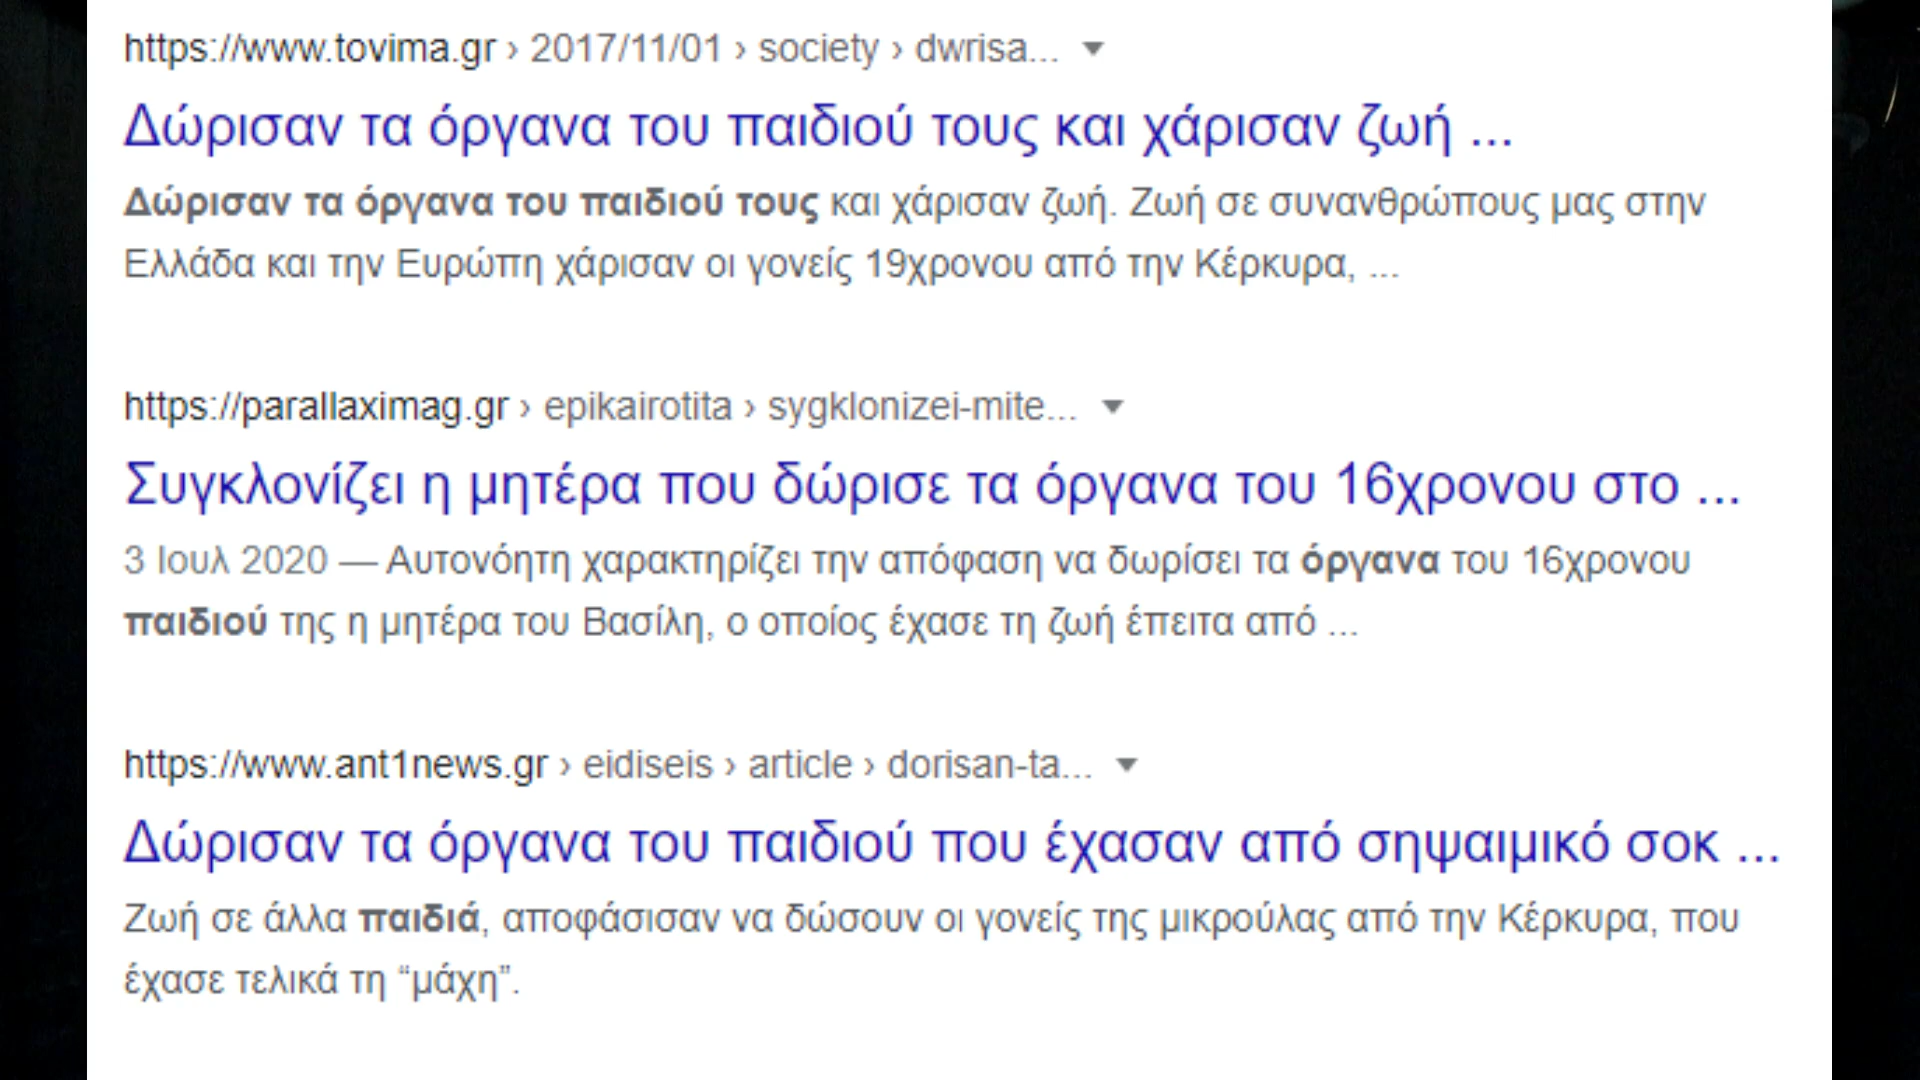 https://www.tovima.gr › 2017/11/01 › society › dwrisa...
Δώρισαν τα όργανα του παιδιού τους και χάρισαν ζωή ...
Δώρισαν τα όργανα του παιδιού τους και χάρισαν ζωή. Ζωή σε συνανθρώπους μας στην
Ελλάδα και την Ευρώπη χάρισαν οι γονείς 19χρονου από την Κέρκυρα, ...
https://parallaximag.gr › epikairotita › sygklonizei-mite...
Συγκλονίζει η μητέρα που δώρισε τα όργανα του 16χρονου στο ...
3 Ιουλ 2020 — Αυτονόητη χαρακτηρίζει την απόφαση να δωρίσει τα όργανα του 16χρονου
παιδιού της η μητέρα του Βασίλη, ο οποίος έχασε τη ζωή έπειτα από ...
https://www.ant1news.gr › eidiseis › article › dorisan-ta...
Δώρισαν τα όργανα του παιδιού που έχασαν από σηψαιμικό σοκ ...
Ζωή σε άλλα παιδιά, αποφάσισαν να δώσουν οι γονείς της μικρούλας από την Κέρκυρα, που
έχασε τελικά τη “μάχη”.